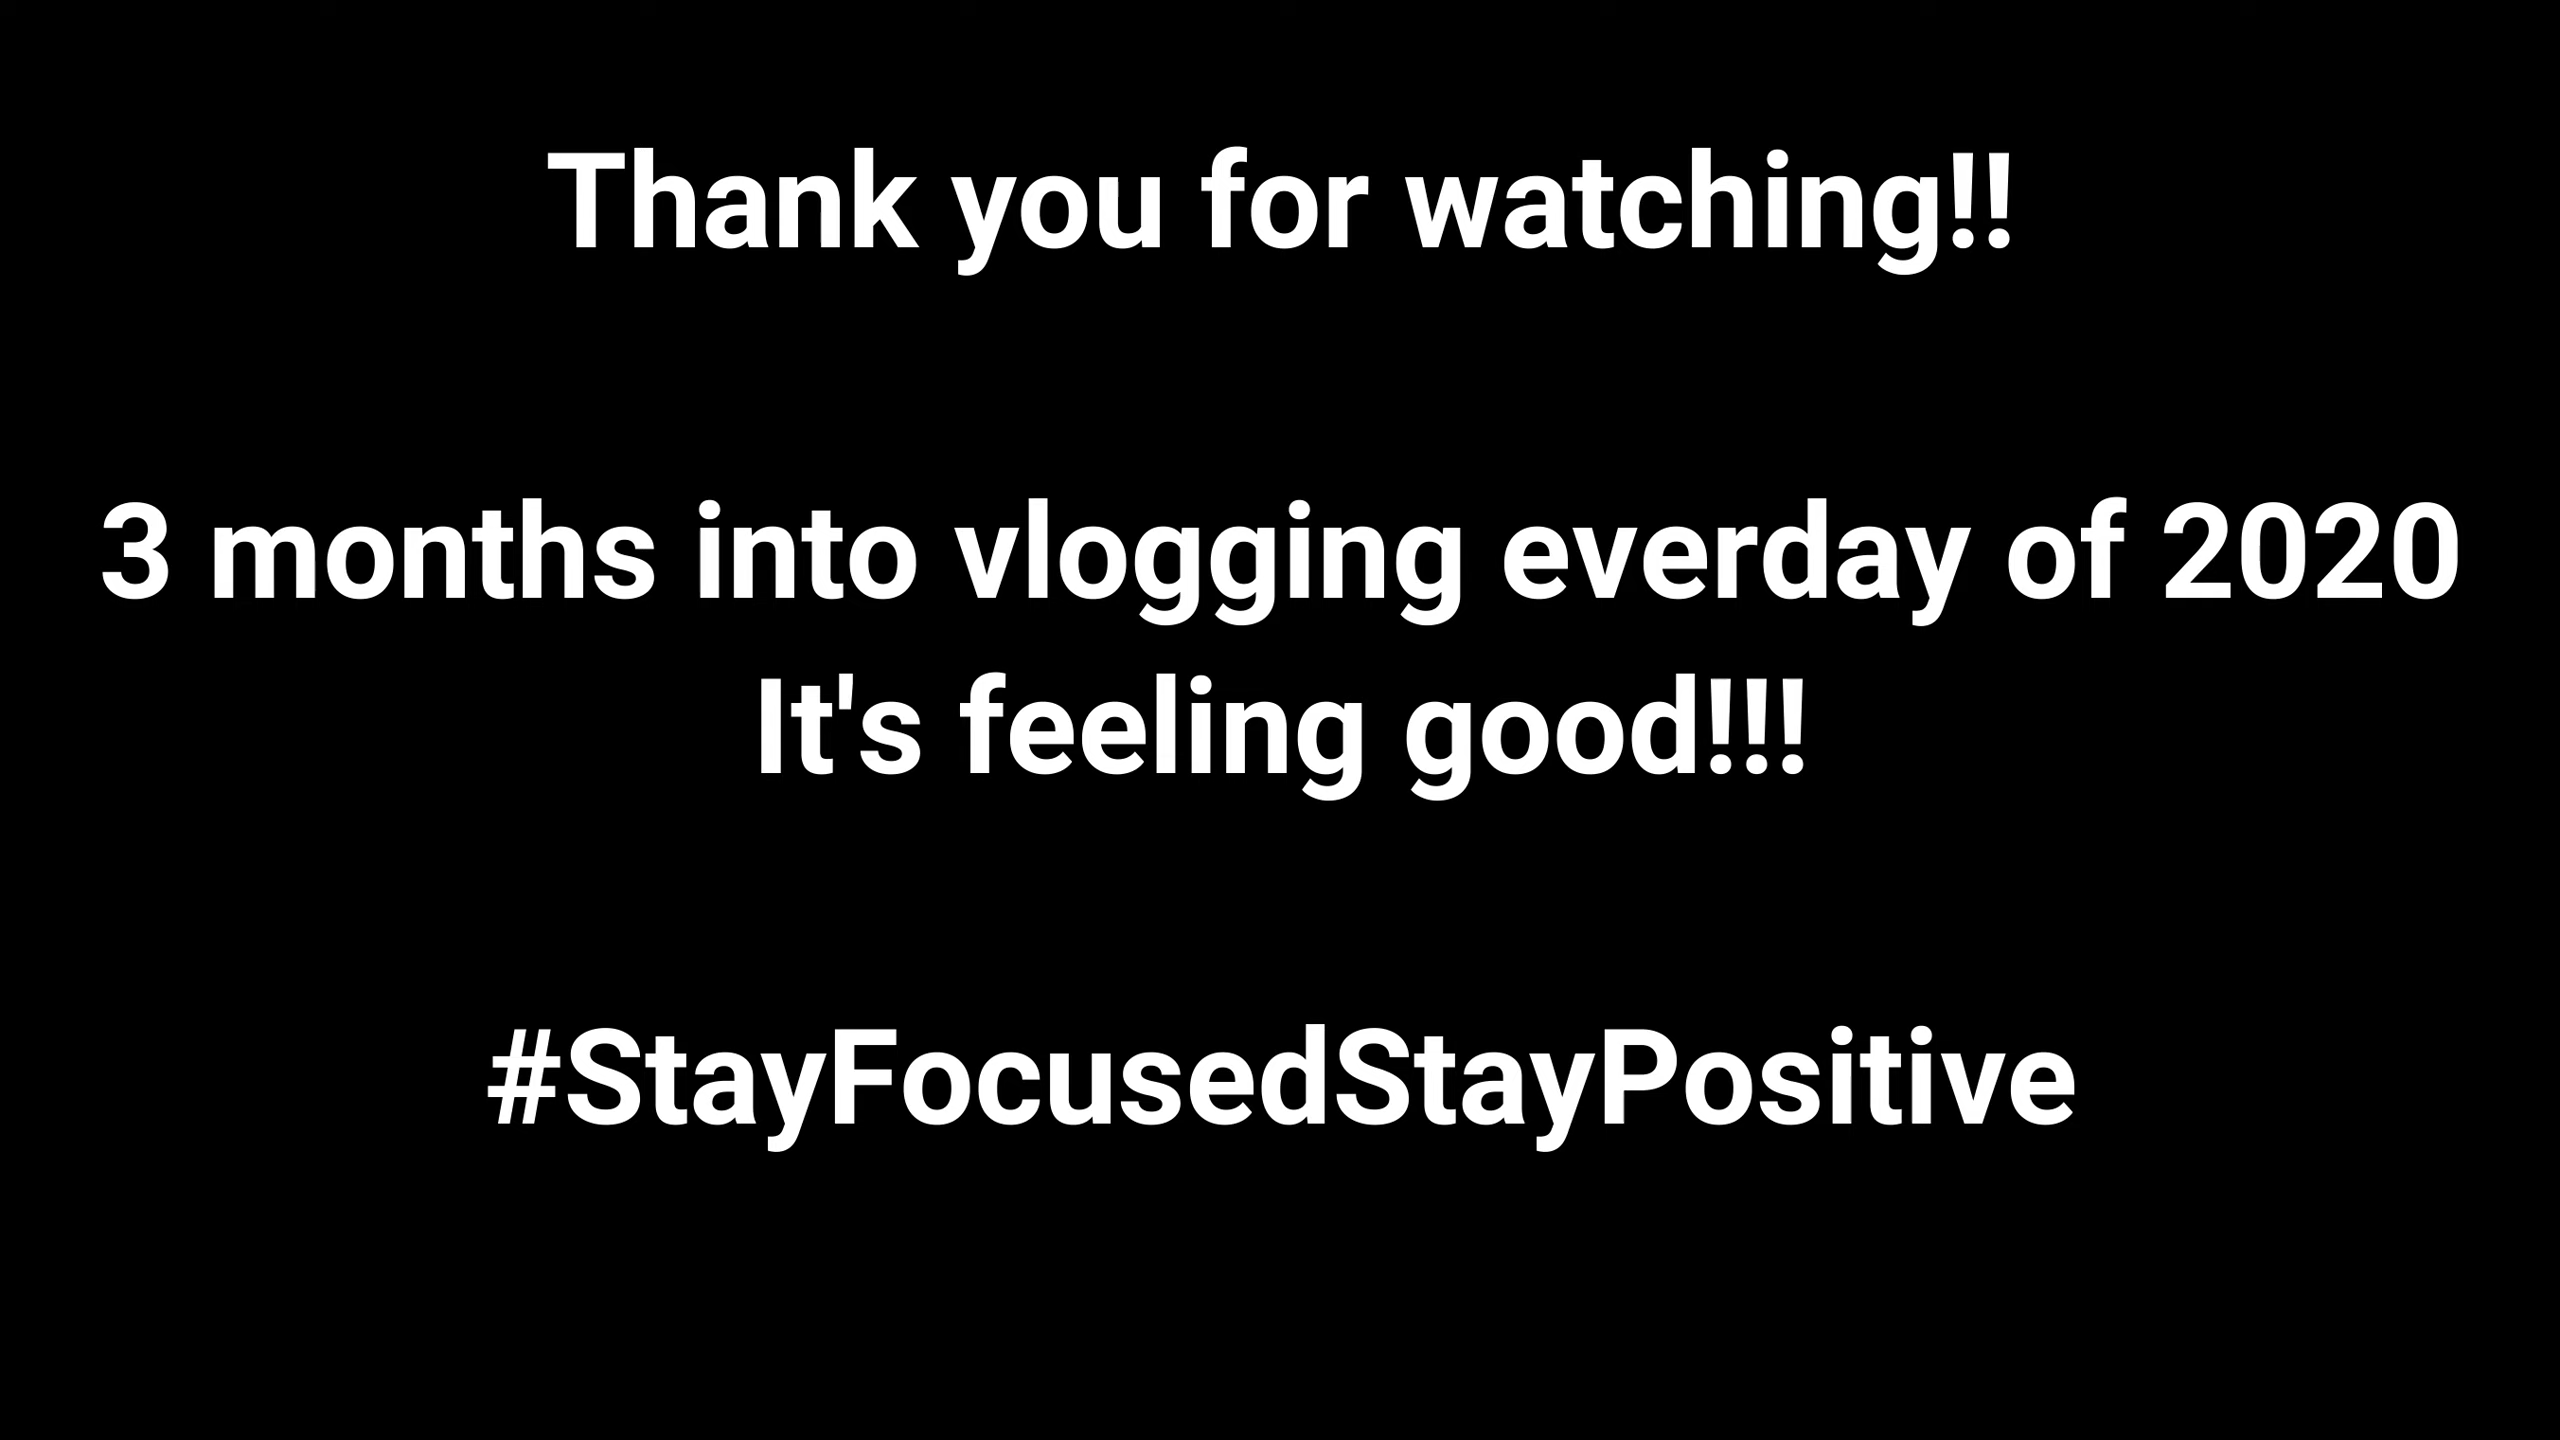 Thank you for watching!!
3 months into vlogging everday of 2020
It's feeling good!!!
#StayFocusedStayPositive